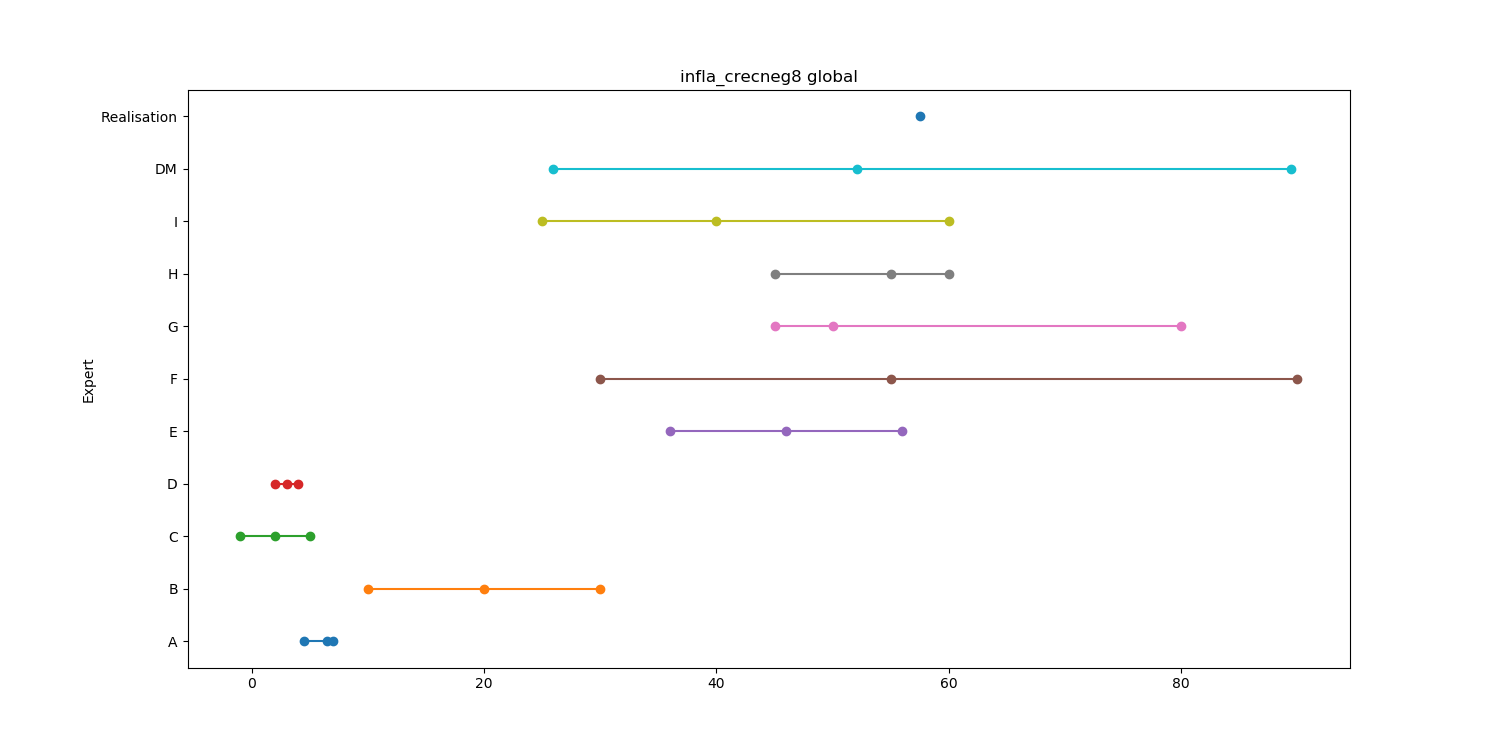 infla_crecneg8 global
Realisation
DM
I
H
G
F
E
D
C
B
A
Expert
0 20 40 60 80